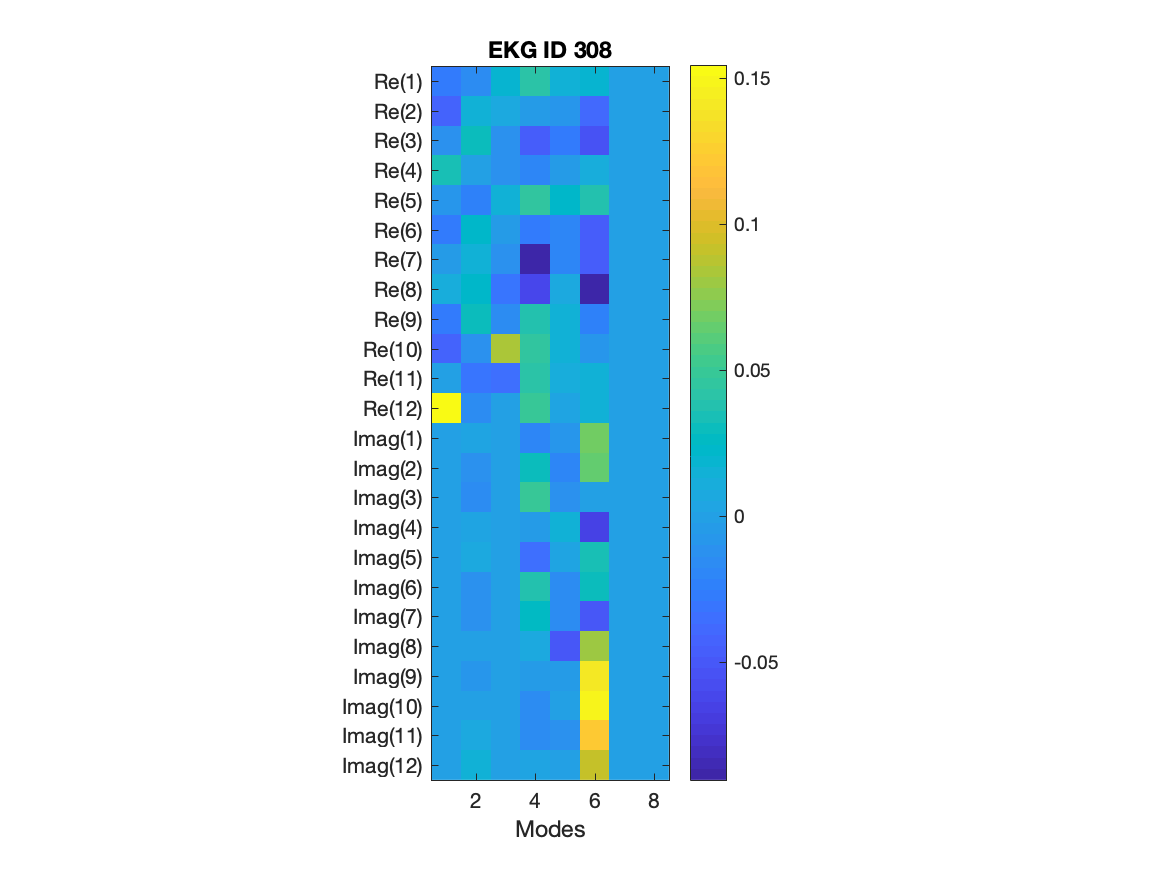 EKG ID 308
Re(1)
Re(2)
Re(3)
Re(4)
Re(5)
Re(6)
Re(7)
Re(8)
Re(9)
Re(10)
Re(11)
Re(12)
Imag(1)
Imag(2)
Imag(3)
Imag(4)
Imag(5)
Imag(6)
Imag(7)
Imag(8)
Imag(9)
Imag(10)
Imag(11)
Imag(12)
2 4 6 8
Modes
0.15
0.1
0.05
0
-0.05